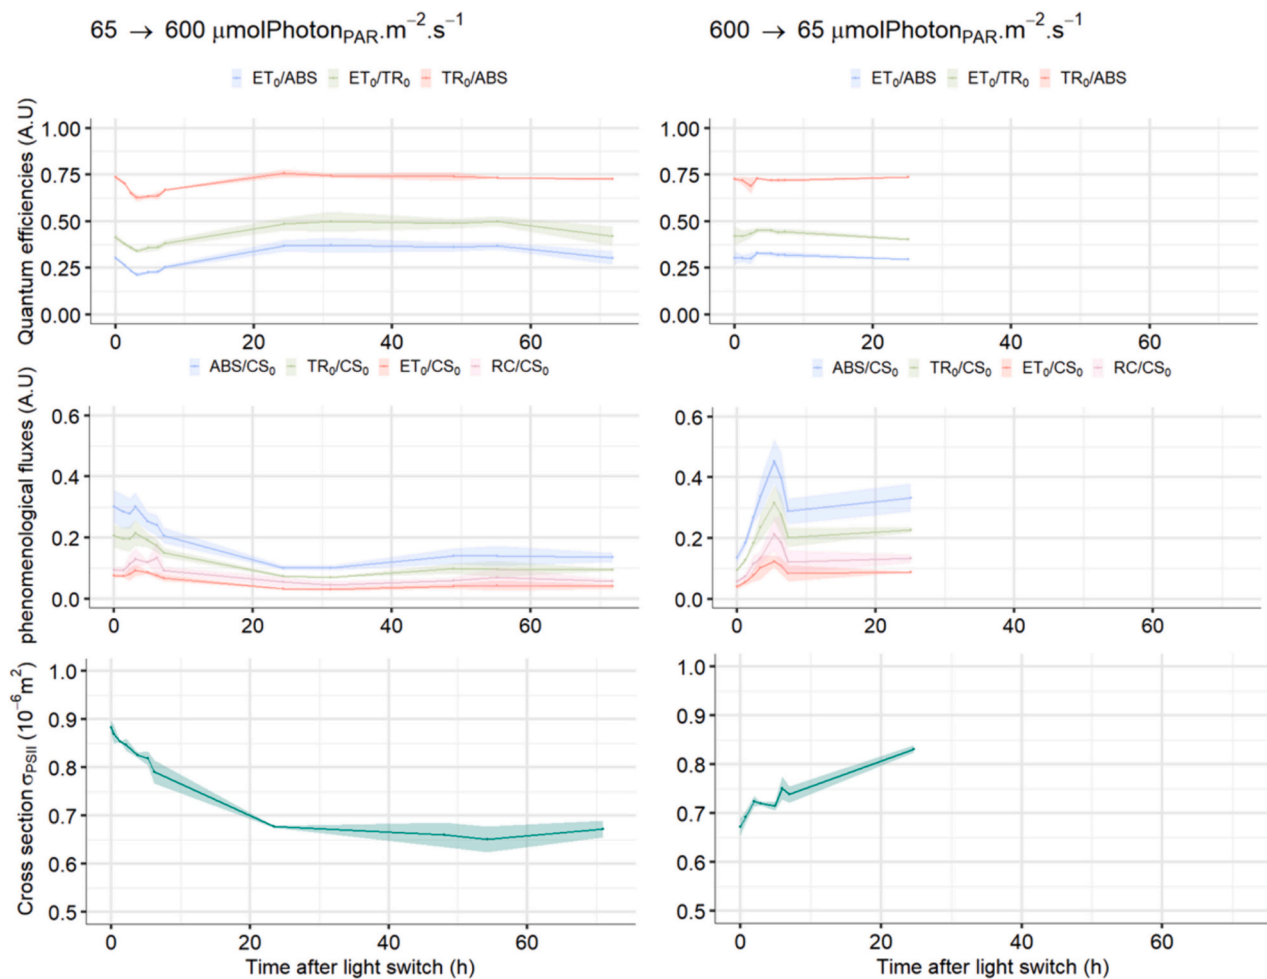 65 → 600 μmolPhoton_PAR.m⁻².s⁻¹
600 → 65 μmolPhoton_PAR.m⁻².s⁻¹
ET₀/ABS ET₀/TR₀ TR₀/ABS
ET₀/ABS ET₀/TR₀ TR₀/ABS
Quantum efficiencies (A.U)
1.00
0.75
0.50
0.25
0.00
0 20 40 60
1.00
0.75
0.50
0.25
0.00
0 20 40 60
ABS/CS₀ TR₀/CS₀ ET₀/CS₀ RC/CS₀
ABS/CS₀ TR₀/CS₀ ET₀/CS₀ RC/CS₀
phenomenological fluxes (A.U)
0.6
0.4
0.2
0.0
0 20 40 60
0.6
0.4
0.2
0.0
0 20 40 60
Cross section σ_PSII (10⁻⁶m²)
1.0
0.9
0.8
0.7
0.6
0.5
0 20 40 60
Time after light switch (h)
1.0
0.9
0.8
0.7
0.6
0.5
0 20 40 60
Time after light switch (h)